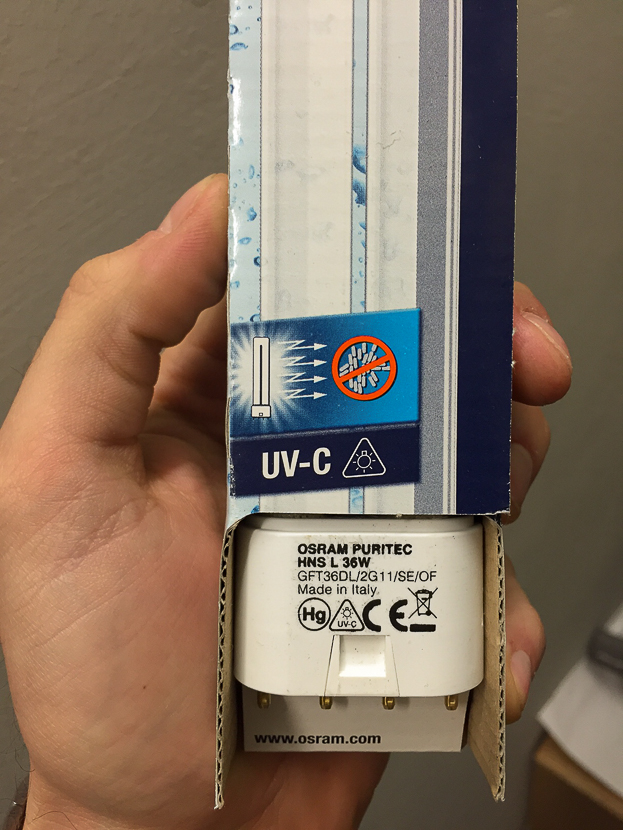 UV-C
OSRAM PURITEC
HNS L 36W
GFT36DL/2G11/SE/OF
Made in Italy
Hg UV-C CE
www.osram.com